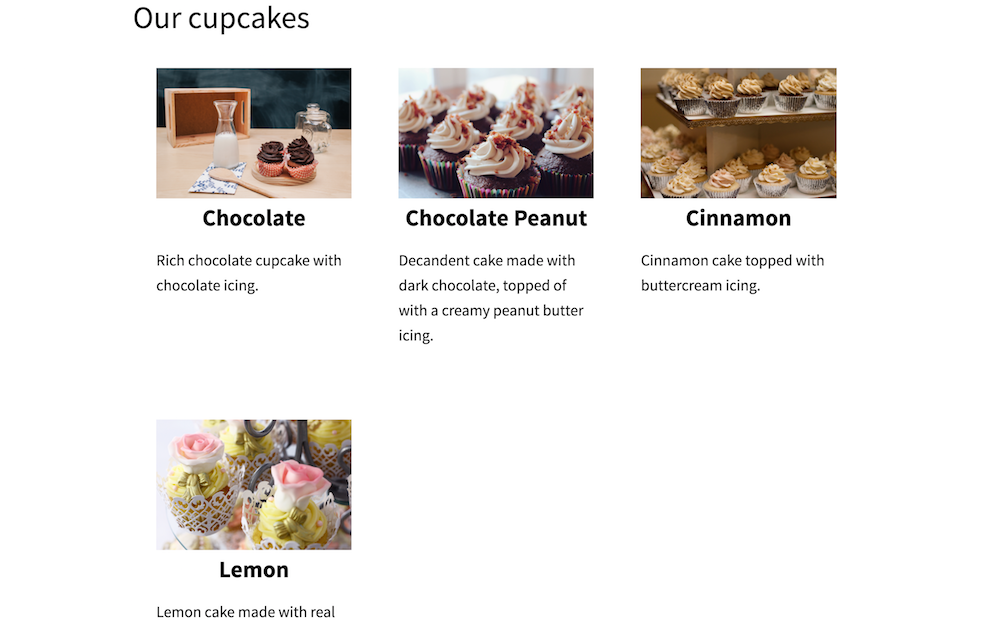 Our cupcakes
Chocolate
Rich chocolate cupcake with
chocolate icing.
Chocolate Peanut
Decandent cake made with
dark chocolate, topped of
with a creamy peanut butter
icing.
Cinnamon
Cinnamon cake topped with
buttercream icing.
Lemon
Lemon cake made with real